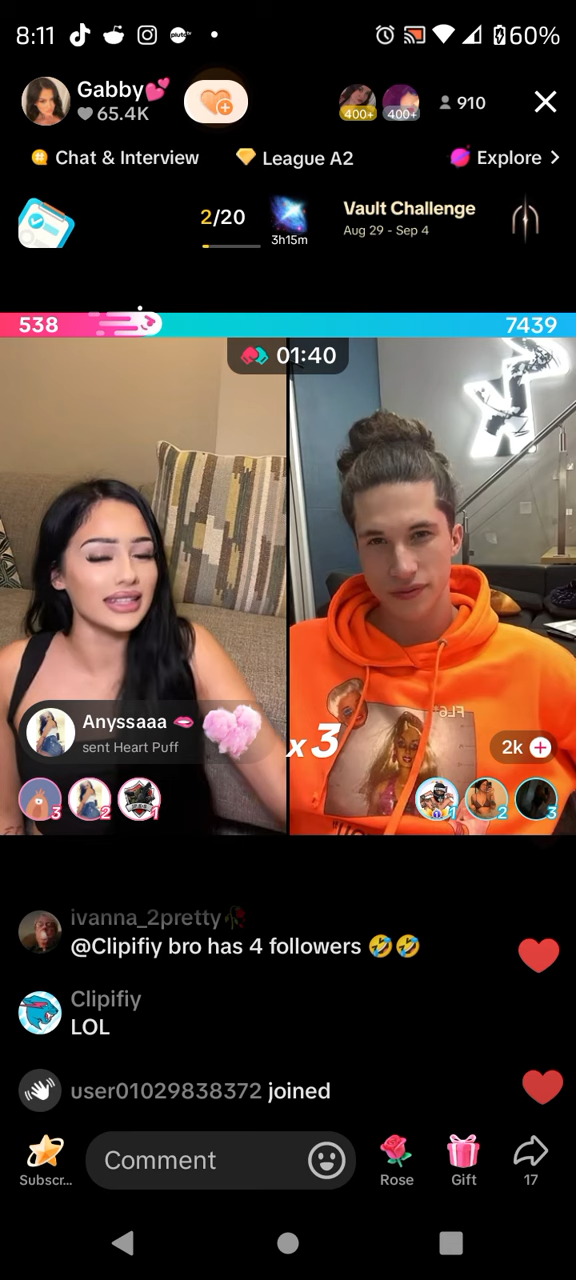 8:11
pluto tv
60%
Gabby💕
65.4K
400+
400+
910
Chat & Interview
League A2
Explore >
2/20
3h15m
Vault Challenge
Aug 29 - Sep 4
538
7439
01:40
Anyssaaa 🫦
sent Heart Puff
x3
2k +
3
2
1
1
2
3
ivanna_2pretty🥀
@Clipifiy bro has 4 followers 🤣🤣
Clipifiy
LOL
user01029838372 joined
Subscr...
Comment
Rose
Gift
17